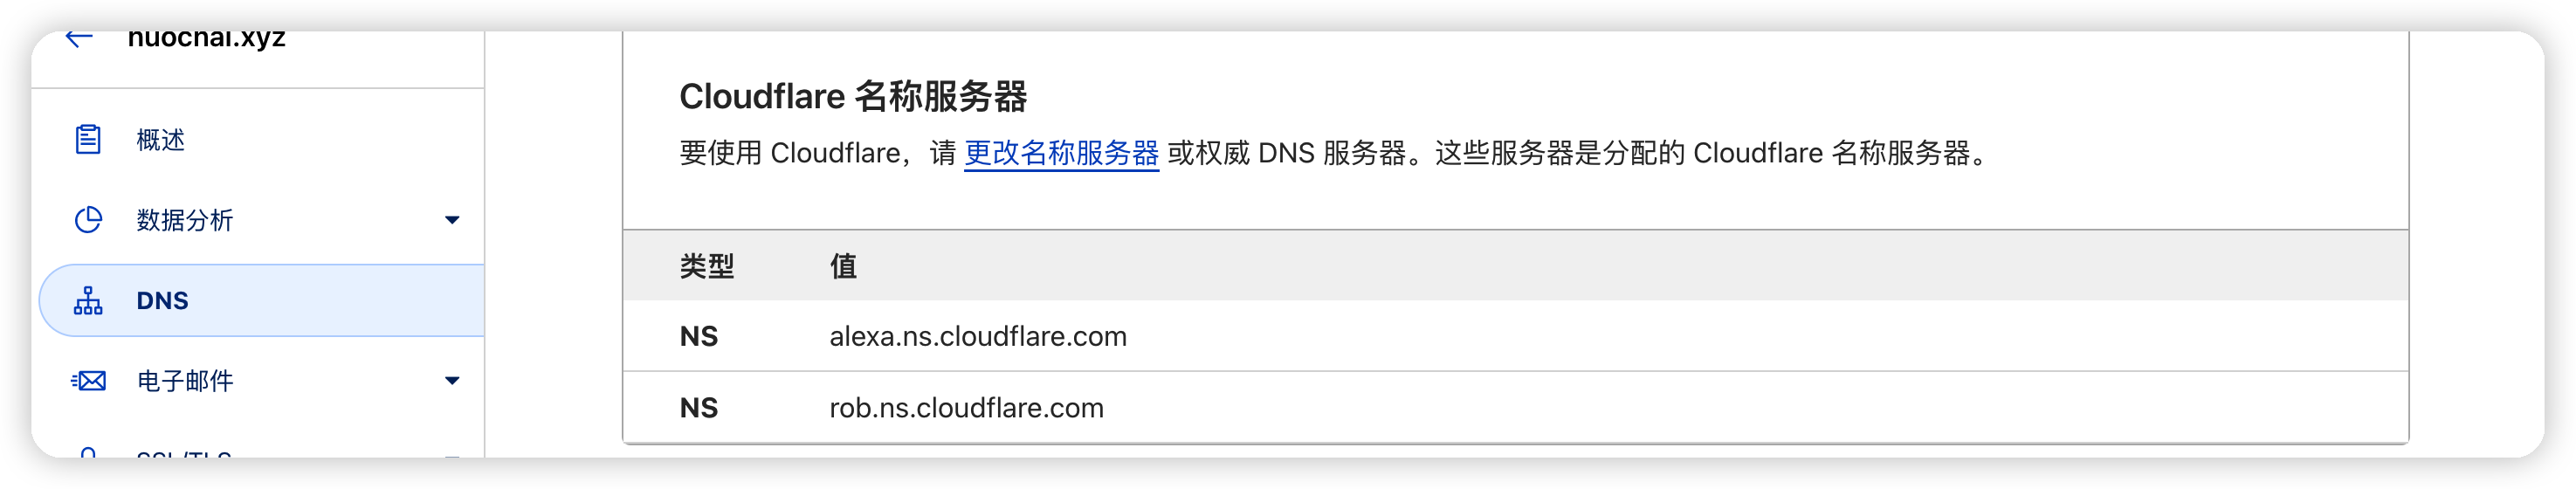 nuochai.xyz
概述
数据分析
DNS
电子邮件
SSL/TLS
Cloudflare 名称服务器
要使用 Cloudflare，请 更改名称服务器 或权威 DNS 服务器。这些服务器是分配的 Cloudflare 名称服务器。
类型 值
NS alexa.ns.cloudflare.com
NS rob.ns.cloudflare.com